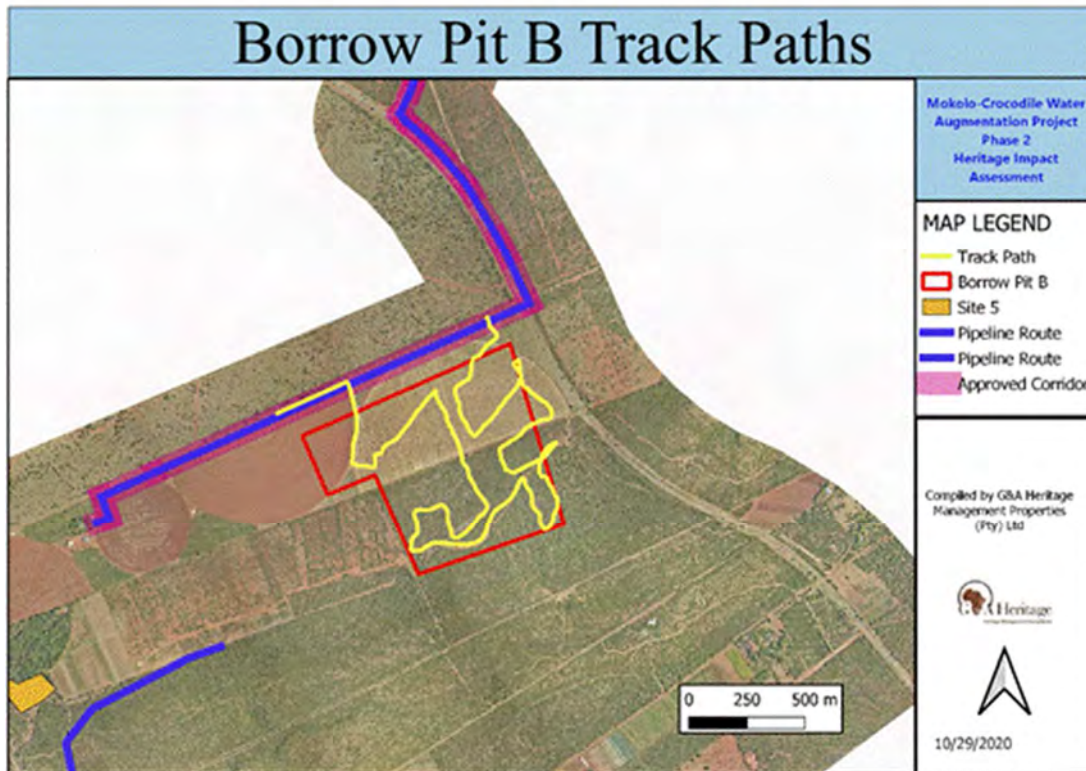 Borrow Pit B Track Paths
Mokolo-Crocodile Water
Augmentation Project
Phase 2
Heritage Impact
Assessment
MAP LEGEND
Track Path
Borrow Pit B
Site 5
Pipeline Route
Pipeline Route
Approved Corridor
Compiled by G&A Heritage
Management Properties
(Pty) Ltd
G&A Heritage
0 250 500 m
10/29/2020